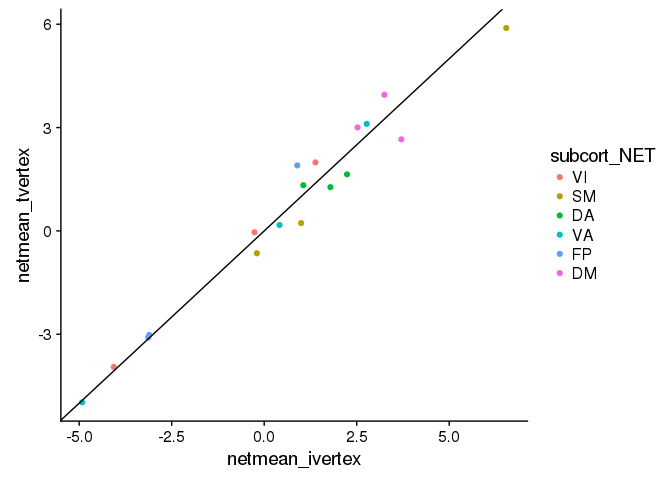 6
3
0
-3
-5.0
-2.5
0.0
2.5
5.0
netmean_ivertex
netmean_tvertex
subcort_NET
VI
SM
DA
VA
FP
DM